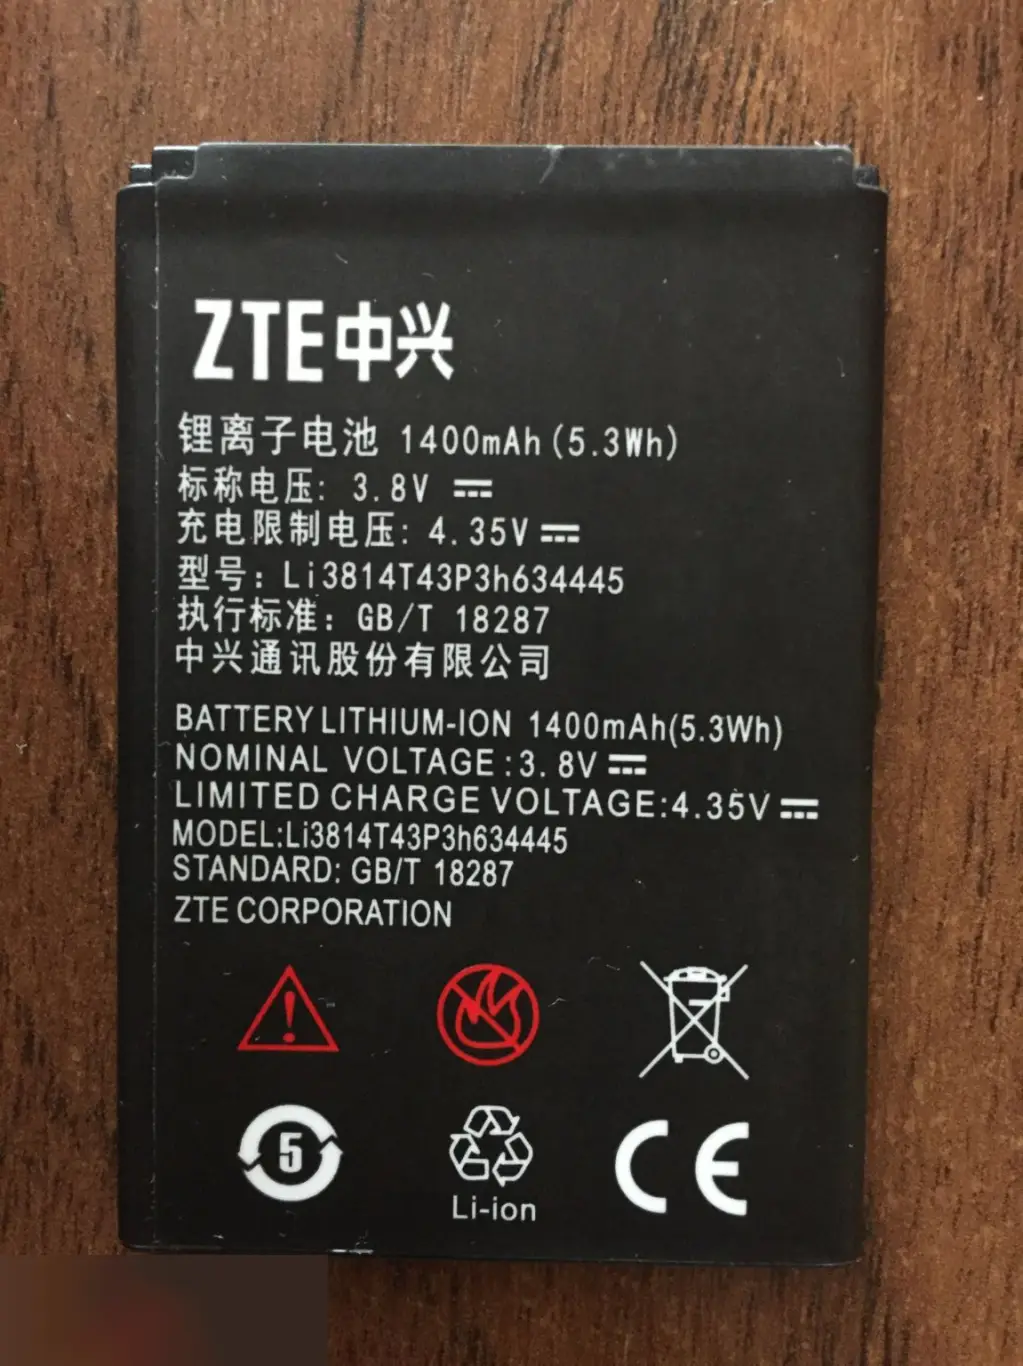 ZTE中兴
锂离子电池 1400mAh(5.3Wh)
标称电压: 3.8V
充电限制电压: 4.35V
型号: Li3814T43P3h634445
执行标准: GB/T 18287
中兴通讯股份有限公司
BATTERY LITHIUM-ION 1400mAh(5.3Wh)
NOMINAL VOLTAGE:3.8V
LIMITED CHARGE VOLTAGE:4.35V
MODEL:Li3814T43P3h634445
STANDARD: GB/T 18287
ZTE CORPORATION
5
Li-ion
CE